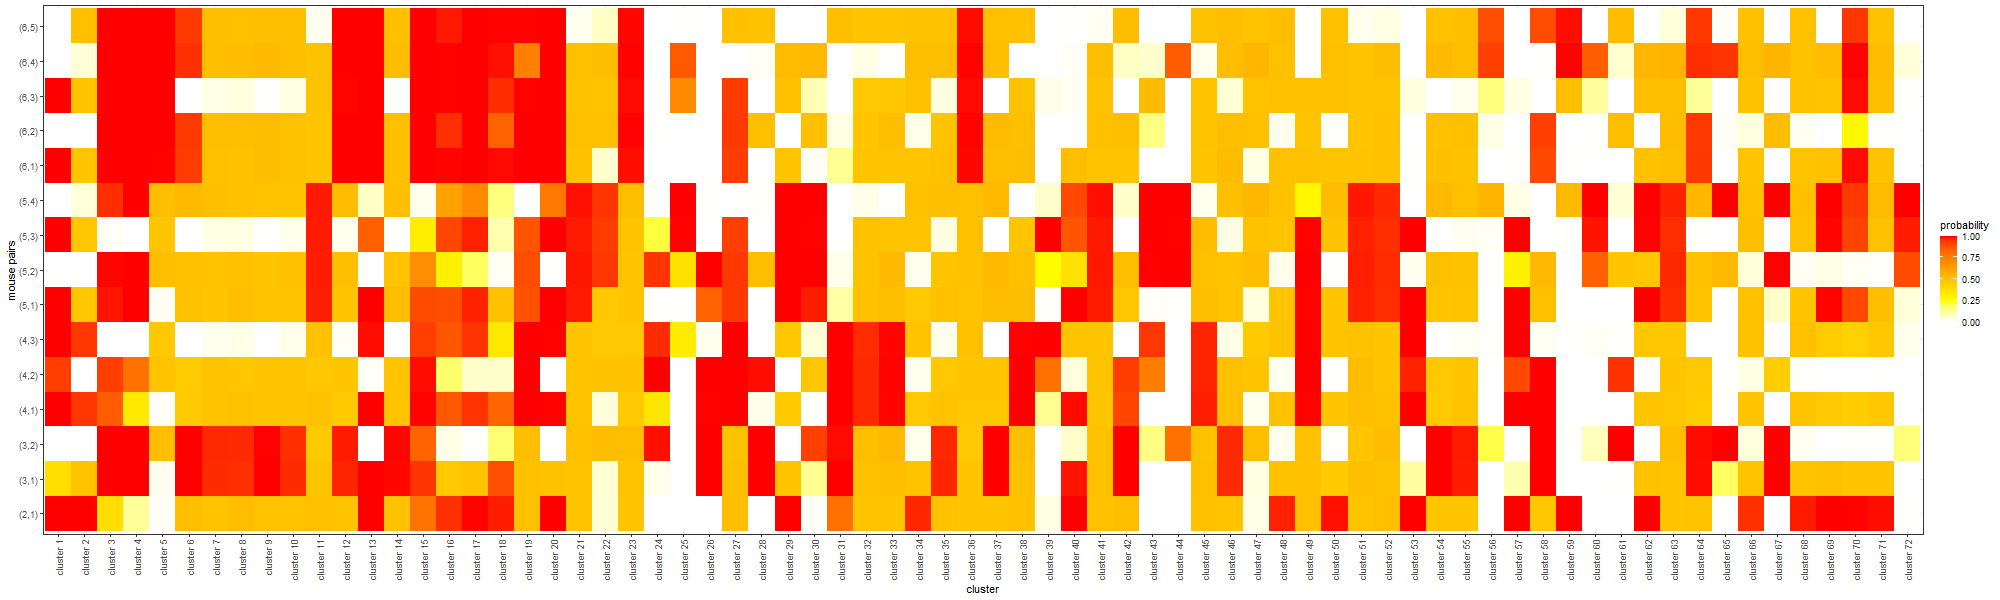 mouse pairs
(6,5)
(6,4)
(6,3)
(6,2)
(6,1)
(5,4)
(5,3)
(5,2)
(5,1)
(4,3)
(4,2)
(4,1)
(3,2)
(3,1)
(2,1)
cluster 1
cluster 2
cluster 3
cluster 4
cluster 5
cluster 6
cluster 7
cluster 8
cluster 9
cluster 10
cluster 11
cluster 12
cluster 13
cluster 14
cluster 15
cluster 16
cluster 17
cluster 18
cluster 19
cluster 20
cluster 21
cluster 22
cluster 23
cluster 24
cluster 25
cluster 26
cluster 27
cluster 28
cluster 29
cluster 30
cluster 31
cluster 32
cluster 33
cluster 34
cluster 35
cluster 36
cluster 37
cluster 38
cluster 39
cluster 40
cluster 41
cluster 42
cluster 43
cluster 44
cluster 45
cluster 46
cluster 47
cluster 48
cluster 49
cluster 50
cluster 51
cluster 52
cluster 53
cluster 54
cluster 55
cluster 56
cluster 57
cluster 58
cluster 59
cluster 60
cluster 61
cluster 62
cluster 63
cluster 64
cluster 65
cluster 66
cluster 67
cluster 68
cluster 69
cluster 70
cluster 71
cluster 72
cluster
probability
1.00
0.75
0.50
0.25
0.00